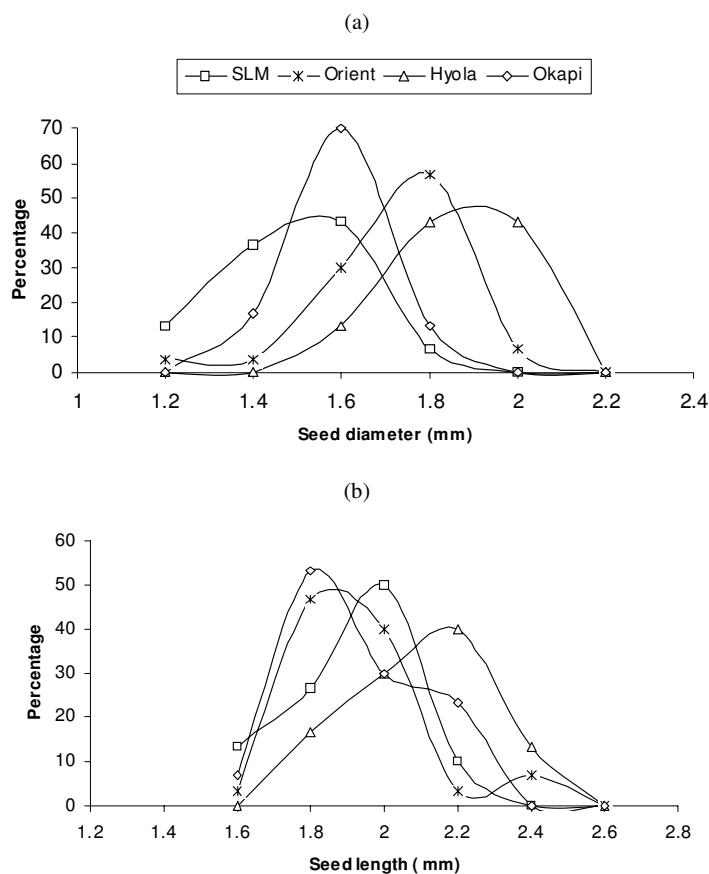 (a)
SLM Orient Hyola Okapi
70
60
50
40
30
20
10
0
Percentage
1 1.2 1.4 1.6 1.8 2 2.2 2.4
Seed diameter (mm)
(b)
60
50
40
30
20
10
0
Percentage
1.2 1.4 1.6 1.8 2 2.2 2.4 2.6 2.8
Seed length ( mm)